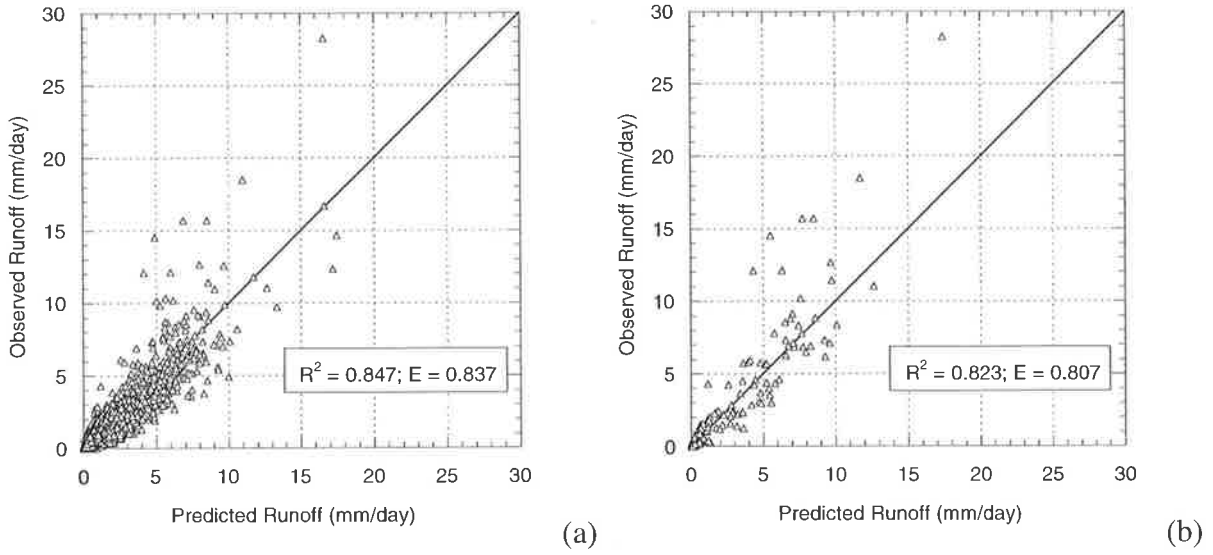 30
25
20
15
10
5
0
Observed Runoff (mm/day)
R² = 0.847; E = 0.837
0 5 10 15 20 25 30
Predicted Runoff (mm/day)
(a)
30
25
20
15
10
5
0
Observed Runoff (mm/day)
R² = 0.823; E = 0.807
0 5 10 15 20 25 30
Predicted Runoff (mm/day)
(b)